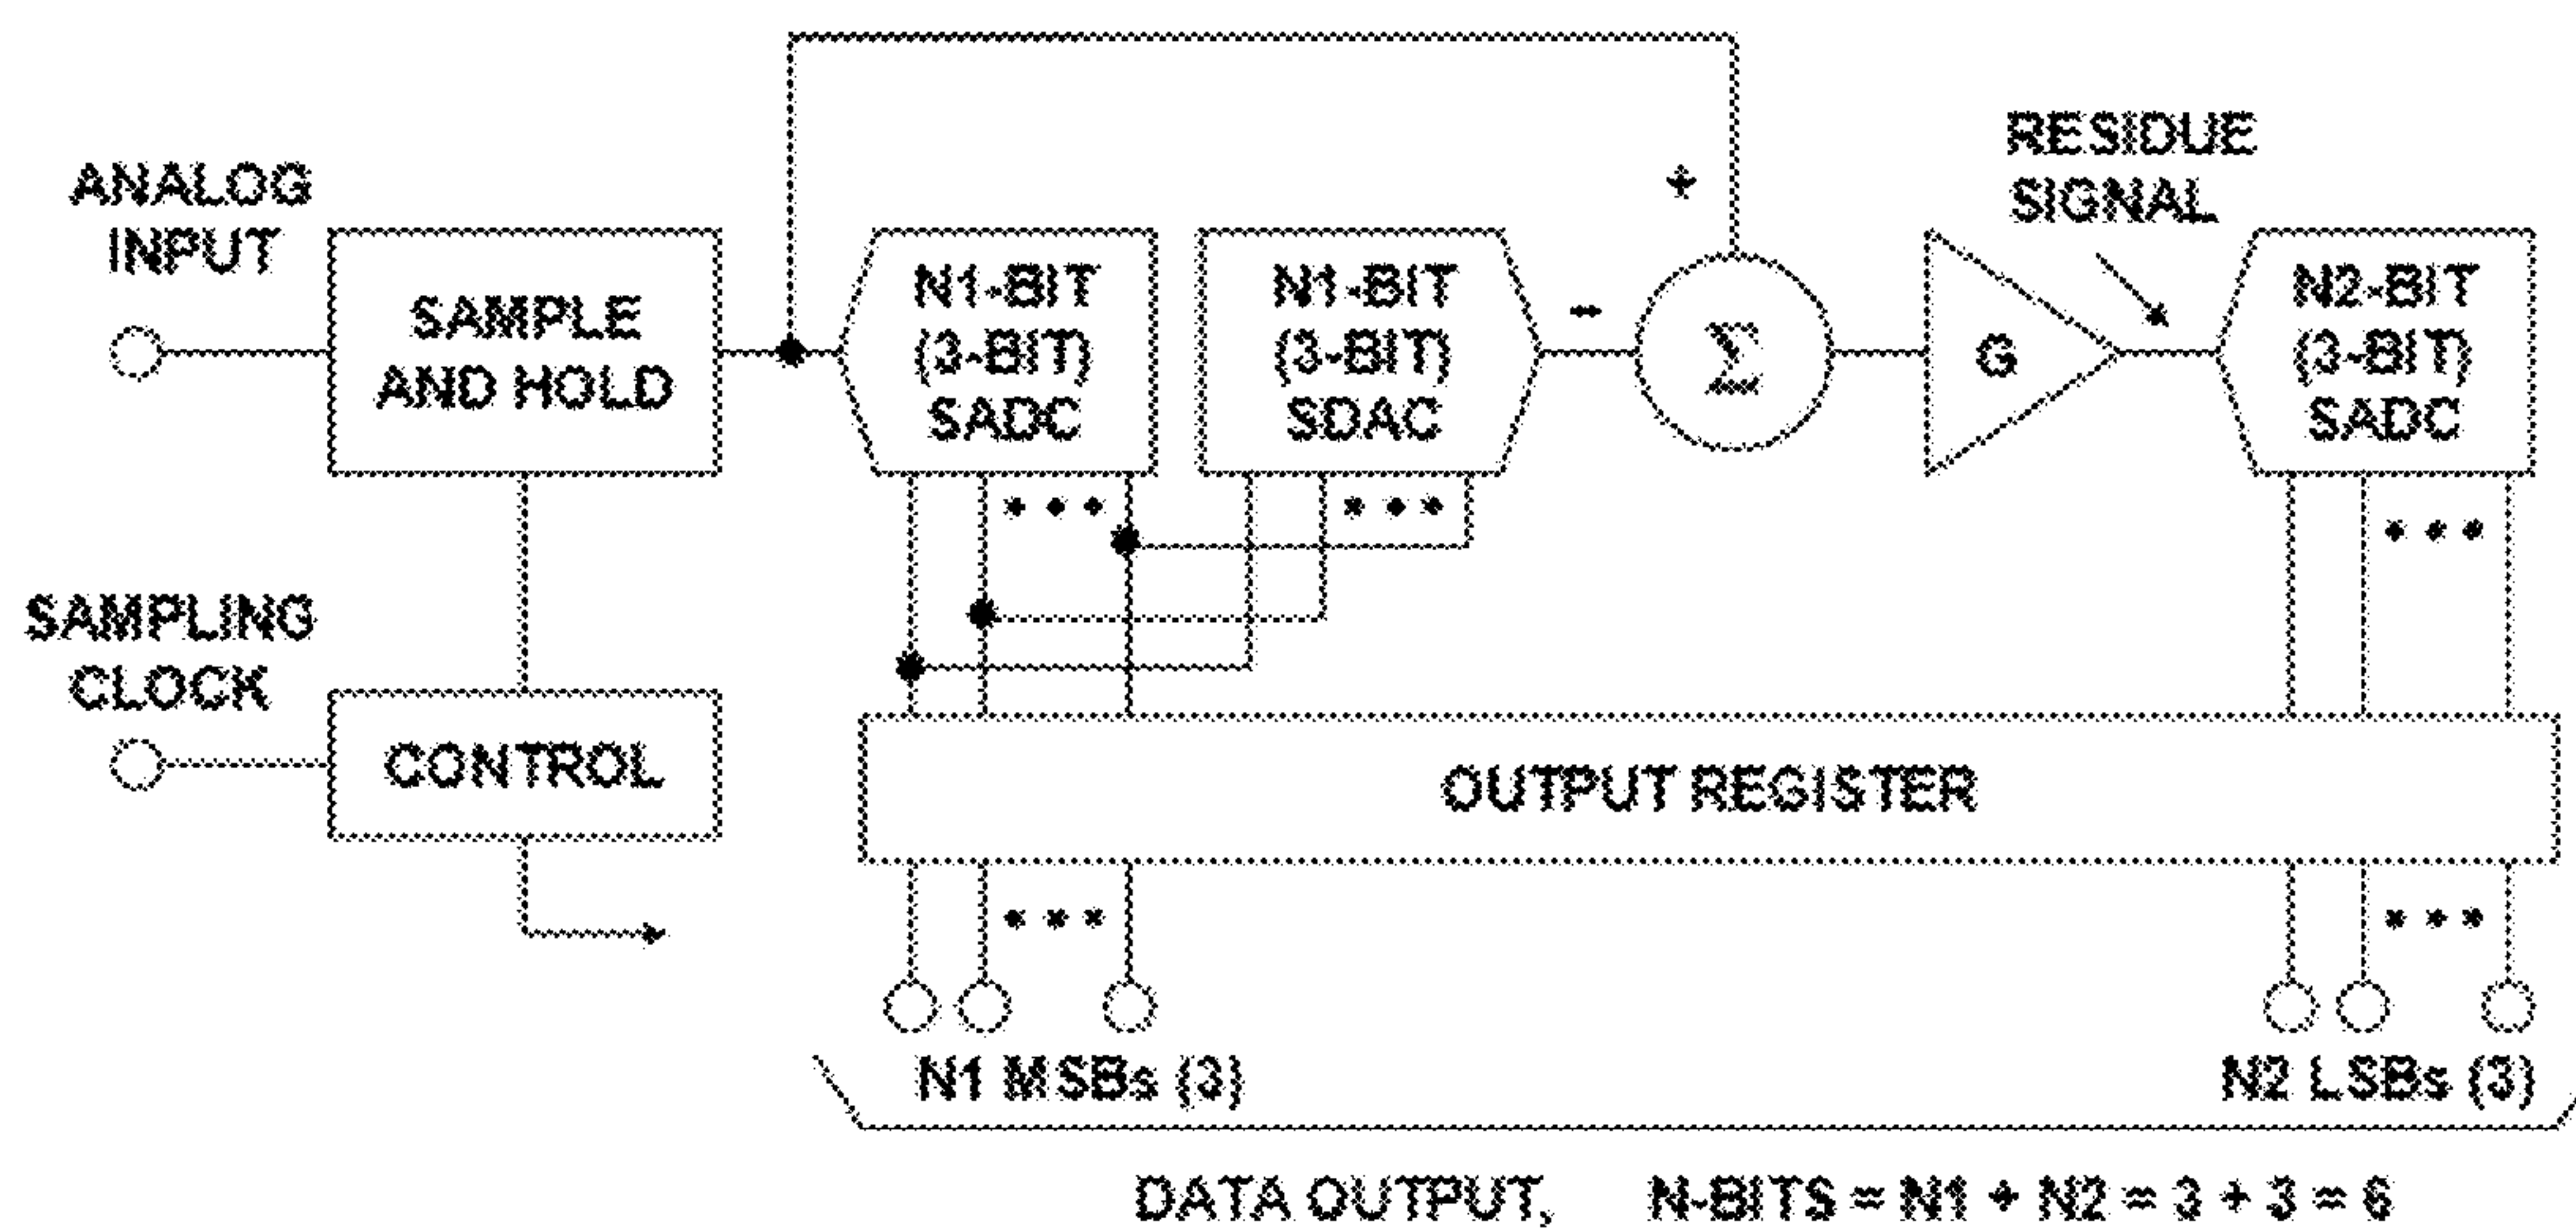 ANALOG
INPUT
SAMPLE
AND HOLD
N1-BIT
(3-BIT)
SADC
N1-BIT
(3-BIT)
SDAC
+
–
Σ
G
RESIDUE
SIGNAL
N2-BIT
(3-BIT)
SADC
SAMPLING
CLOCK
CONTROL
OUTPUT REGISTER
N1 MSBs (3)
N2 LSBs (3)
DATA OUTPUT, N-BITS = N1 + N2 = 3 + 3 = 6